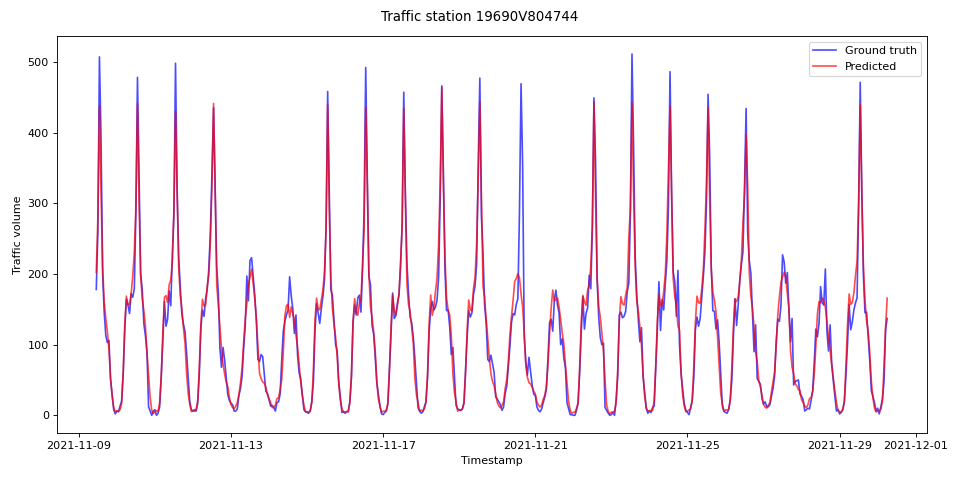 Traffic station 19690V804744
Ground truth
Predicted
Traffic volume
500
400
300
200
100
0
2021-11-09
2021-11-13
2021-11-17
2021-11-21
2021-11-25
2021-11-29
2021-12-01
Timestamp